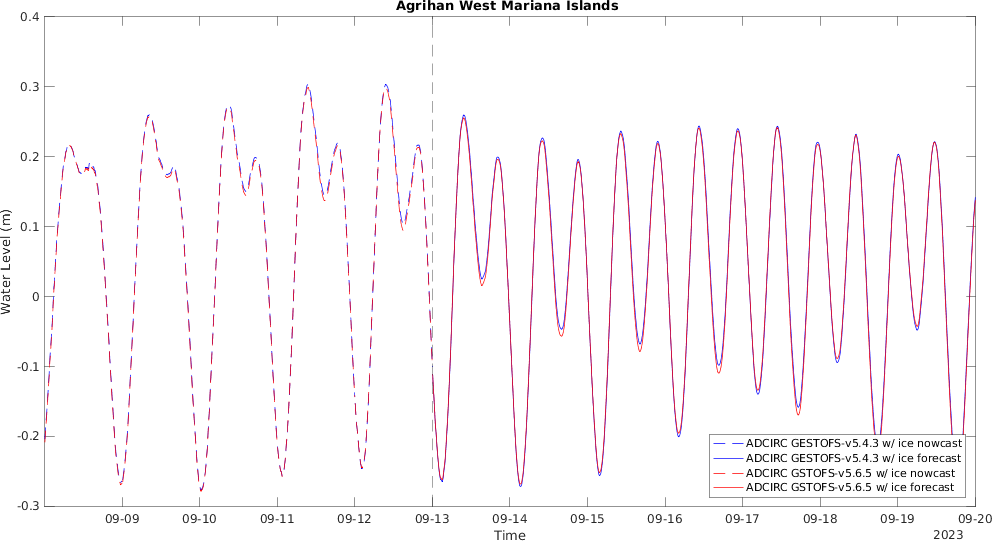 Agrihan West Mariana Islands
0.4
0.3
0.2
0.1
0
-0.1
-0.2
-0.3
Water Level (m)
ADCIRC GESTOFS-v5.4.3 w/ ice nowcast
ADCIRC GESTOFS-v5.4.3 w/ ice forecast
ADCIRC GSTOFS-v5.6.5 w/ ice nowcast
ADCIRC GSTOFS-v5.6.5 w/ ice forecast
09-09 09-10 09-11 09-12 09-13 09-14 09-15 09-16 09-17 09-18 09-19 09-20
Time
2023